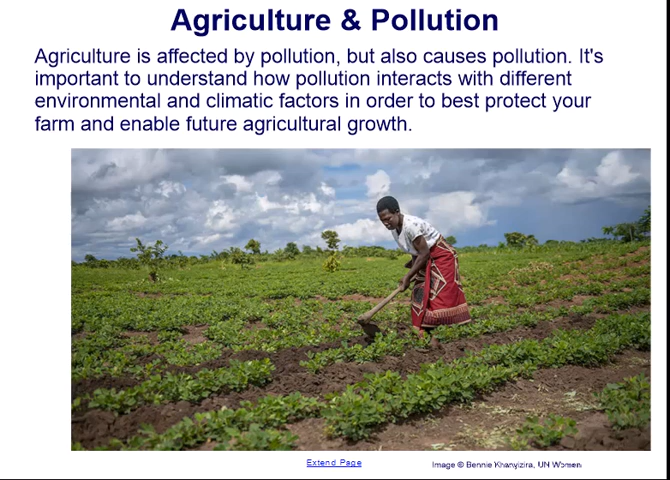 Agriculture & Pollution
Agriculture is affected by pollution, but also causes pollution. It's
important to understand how pollution interacts with different
environmental and climatic factors in order to best protect your
farm and enable future agricultural growth.
Extend Page
Image © Bennie Khanyizira, UN Women